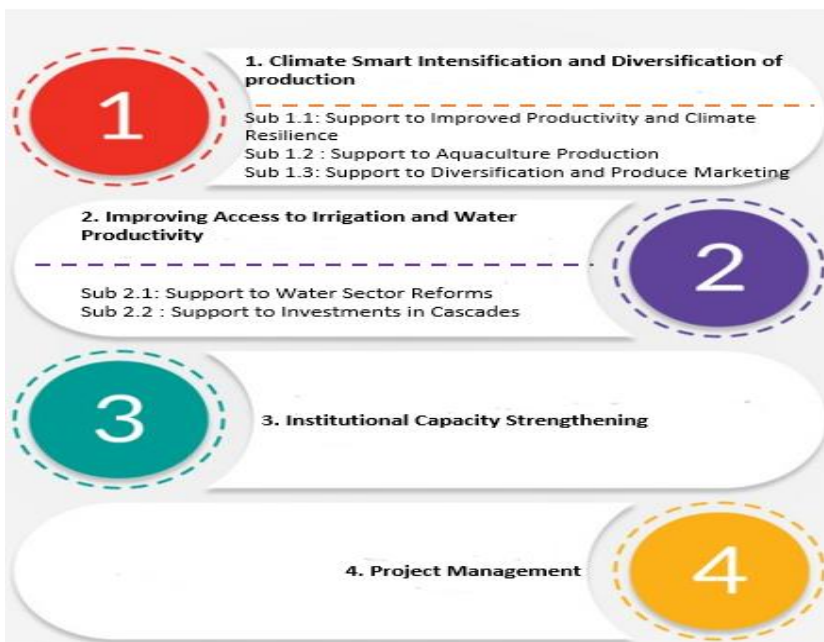 1
1. Climate Smart Intensification and Diversification of
production
Sub 1.1: Support to Improved Productivity and Climate
Resilience
Sub 1.2 : Support to Aquaculture Production
Sub 1.3: Support to Diversification and Produce Marketing
2. Improving Access to Irrigation and Water
Productivity
Sub 2.1: Support to Water Sector Reforms
Sub 2.2 : Support to Investments in Cascades
2
3
3. Institutional Capacity Strengthening
4. Project Management
4